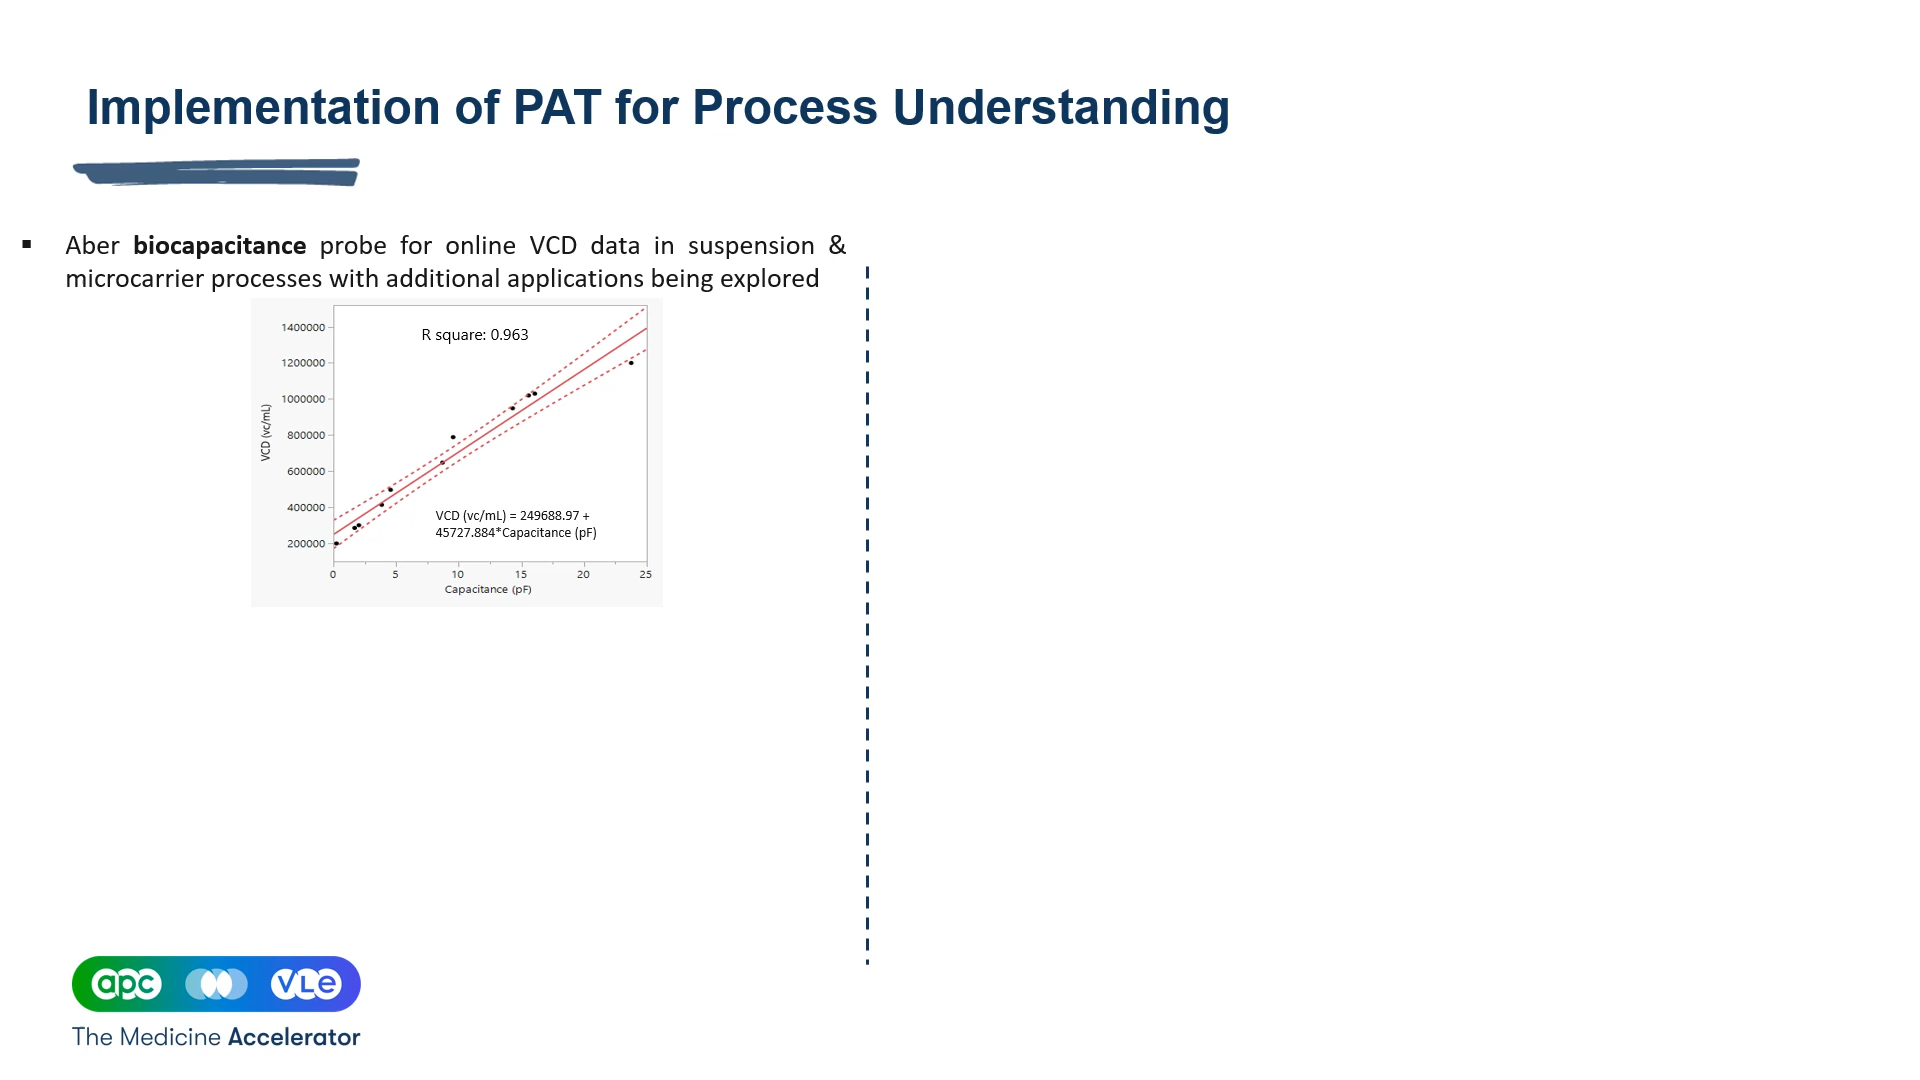 Implementation of PAT for Process Understanding
▪ Aber biocapacitance probe for online VCD data in suspension &
microcarrier processes with additional applications being explored
R square: 0.963
VCD (vc/mL)
1400000
1200000
1000000
800000
600000
400000
200000
VCD (vc/mL) = 249688.97 +
45727.884*Capacitance (pF)
0 5 10 15 20 25
Capacitance (pF)
apc VLe
The Medicine Accelerator